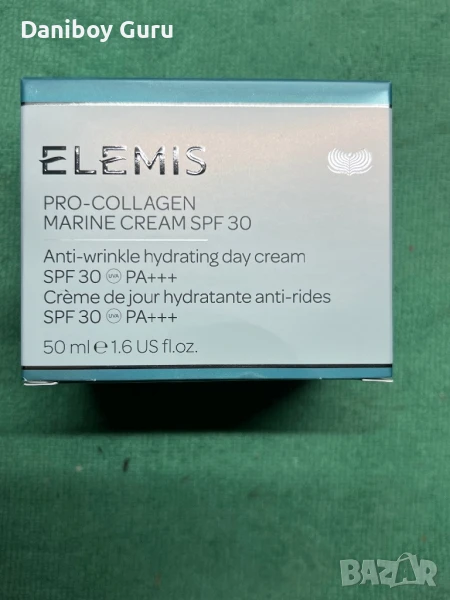 Daniboy Guru
ELEMIS
PRO-COLLAGEN
MARINE CREAM SPF 30
Anti-wrinkle hydrating day cream
SPF 30 UVA PA+++
Crème de jour hydratante anti-rides
SPF 30 UVA PA+++
50 ml e 1.6 US fl.oz.
BAZAR